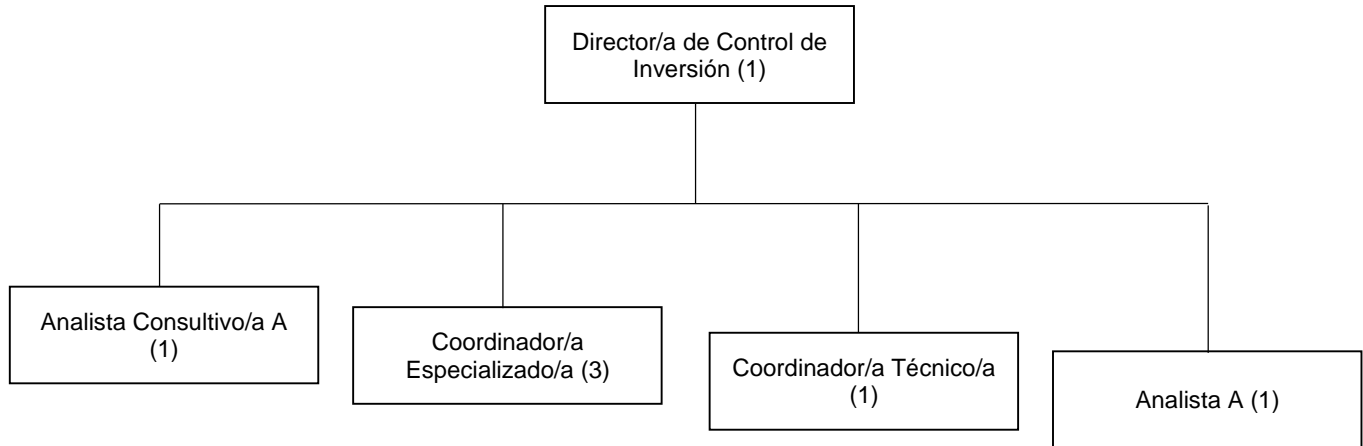 Director/a de Control de
Inversión (1)
Analista Consultivo/a A
(1)
Coordinador/a
Especializado/a (3)
Coordinador/a Técnico/a
(1)
Analista A (1)